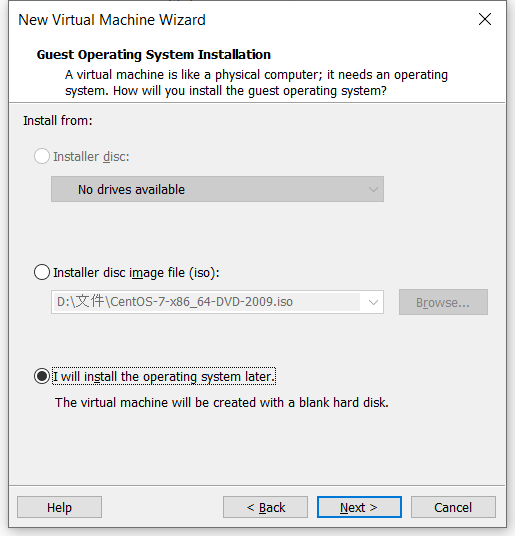 New Virtual Machine Wizard
Guest Operating System Installation
A virtual machine is like a physical computer; it needs an operating
system. How will you install the guest operating system?
Install from:
Installer disc:
No drives available
Installer disc image file (iso):
D:\文件\CentOS-7-x86_64-DVD-2009.iso
Browse...
I will install the operating system later.
The virtual machine will be created with a blank hard disk.
Help
< Back
Next >
Cancel